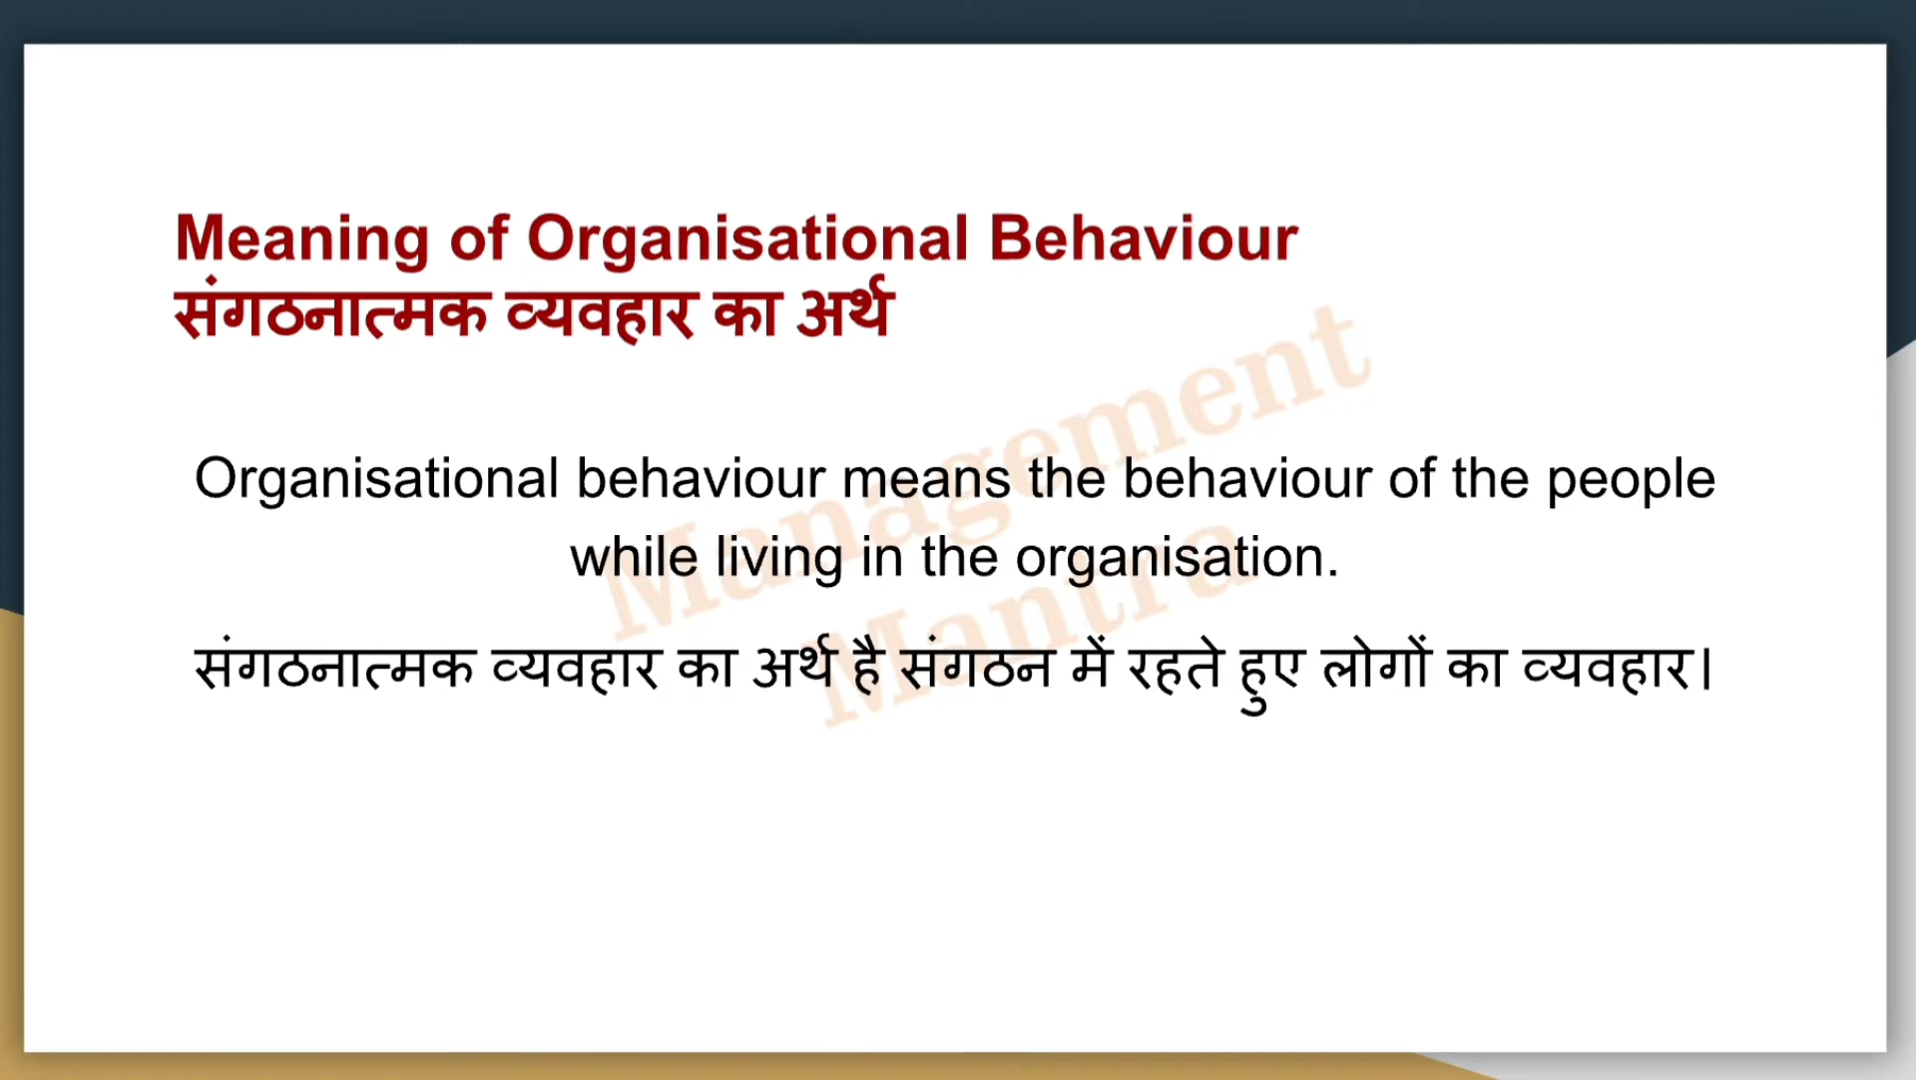 Meaning of Organisational Behaviour
संगठनात्मक व्यवहार का अर्थ
Organisational behaviour means the behaviour of the people
while living in the organisation.
संगठनात्मक व्यवहार का अर्थ है संगठन में रहते हुए लोगों का व्यवहार।
Management
Mantra